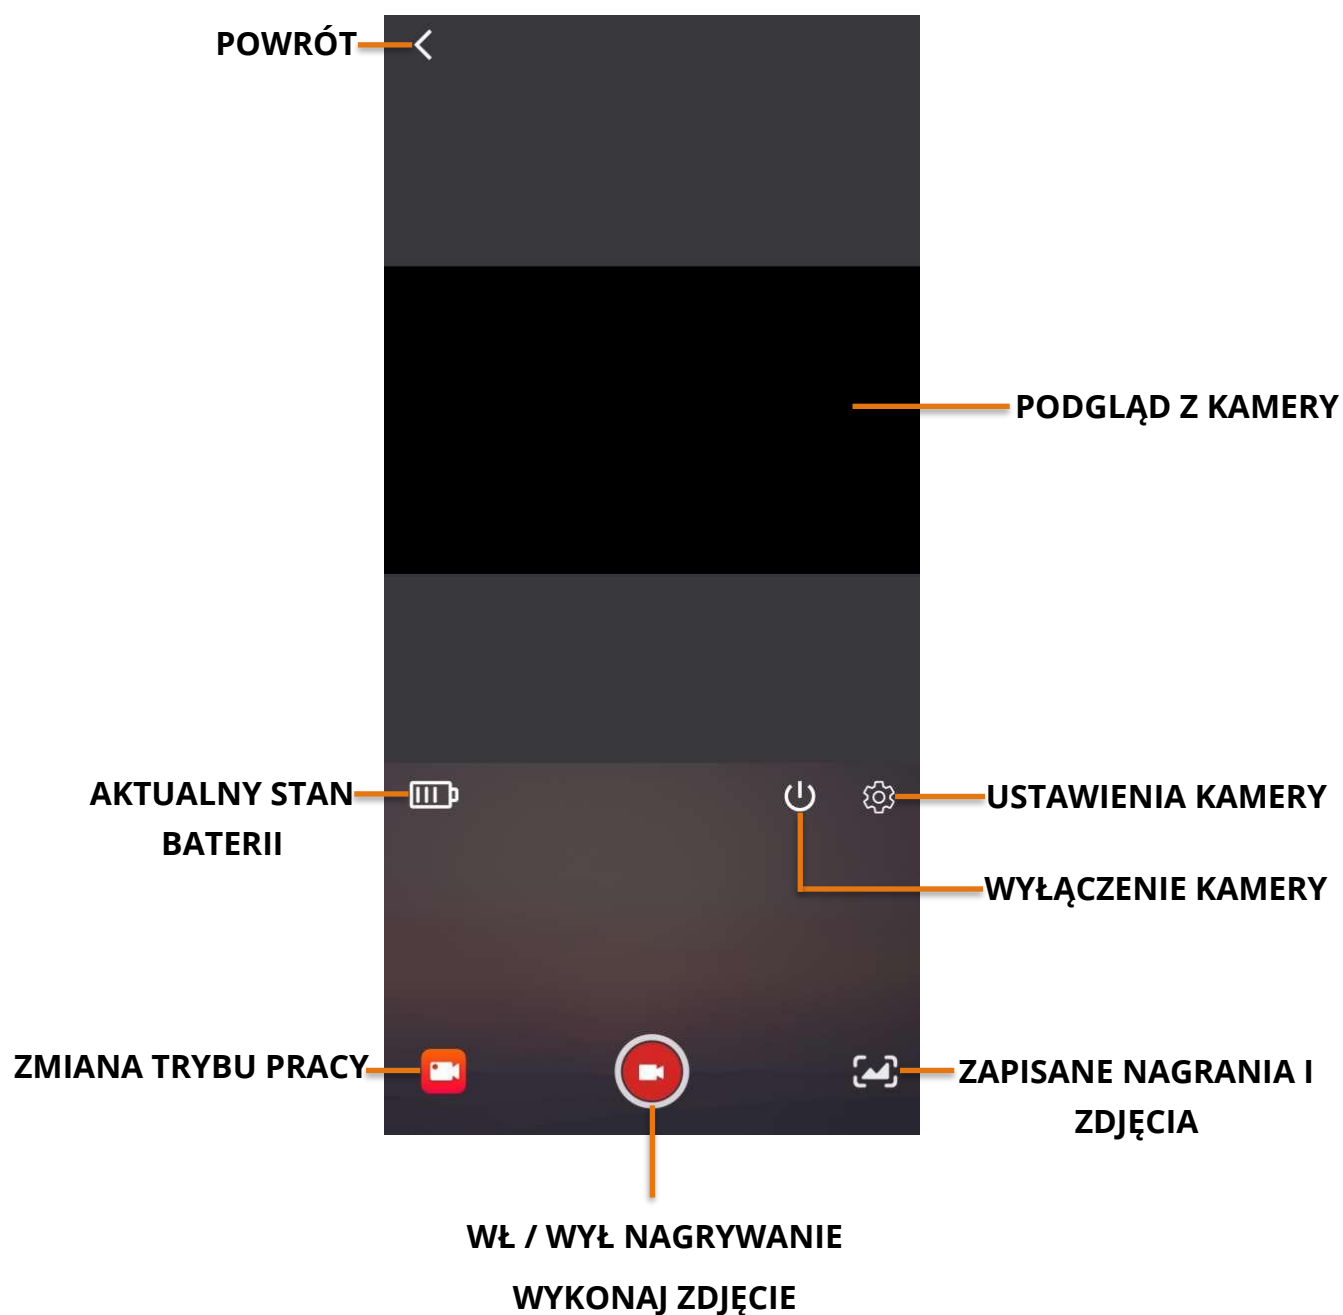 POWRÓT
PODGLĄD Z KAMERY
AKTUALNY STAN
BATERII
USTAWIENIA KAMERY
WYŁĄCZENIE KAMERY
ZMIANA TRYBU PRACY
ZAPISANE NAGRANIA I
ZDJĘCIA
WŁ / WYŁ NAGRYWANIE
WYKONAJ ZDJĘCIE